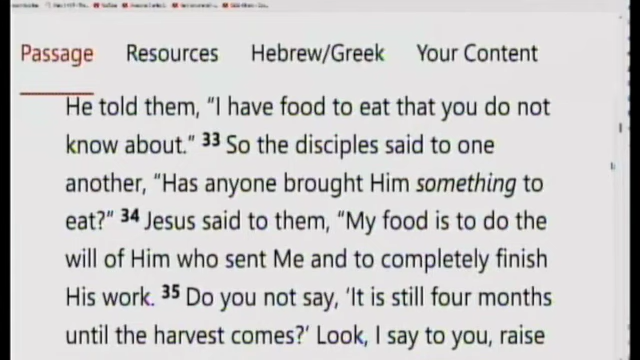 Passage Resources Hebrew/Greek Your Content
He told them, “I have food to eat that you do not
know about.” 33 So the disciples said to one
another, “Has anyone brought Him something to
eat?” 34 Jesus said to them, “My food is to do the
will of Him who sent Me and to completely finish
His work. 35 Do you not say, ‘It is still four months
until the harvest comes?’ Look, I say to you, raise